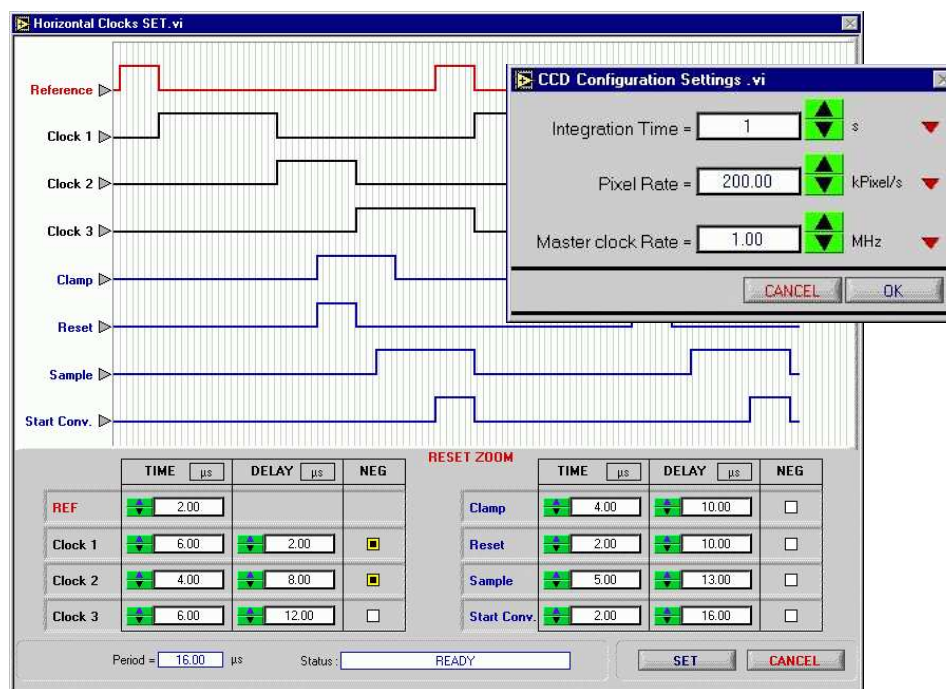 Horizontal Clocks SET.vi
Reference
Clock 1
Clock 2
Clock 3
Clamp
Reset
Sample
Start Conv.
CCD Configuration Settings .vi
Integration Time = 1 s
Pixel Rate = 200.00 kPixel/s
Master clock Rate = 1.00 MHz
CANCEL OK
RESET ZOOM
TIME µs DELAY µs NEG
REF 2.00
Clock 1 6.00 2.00
Clock 2 4.00 8.00
Clock 3 6.00 12.00
TIME µs DELAY µs NEG
Clamp 4.00 10.00
Reset 2.00 10.00
Sample 5.00 13.00
Start Conv. 2.00 16.00
Period = 16.00 µs Status : READY
SET CANCEL